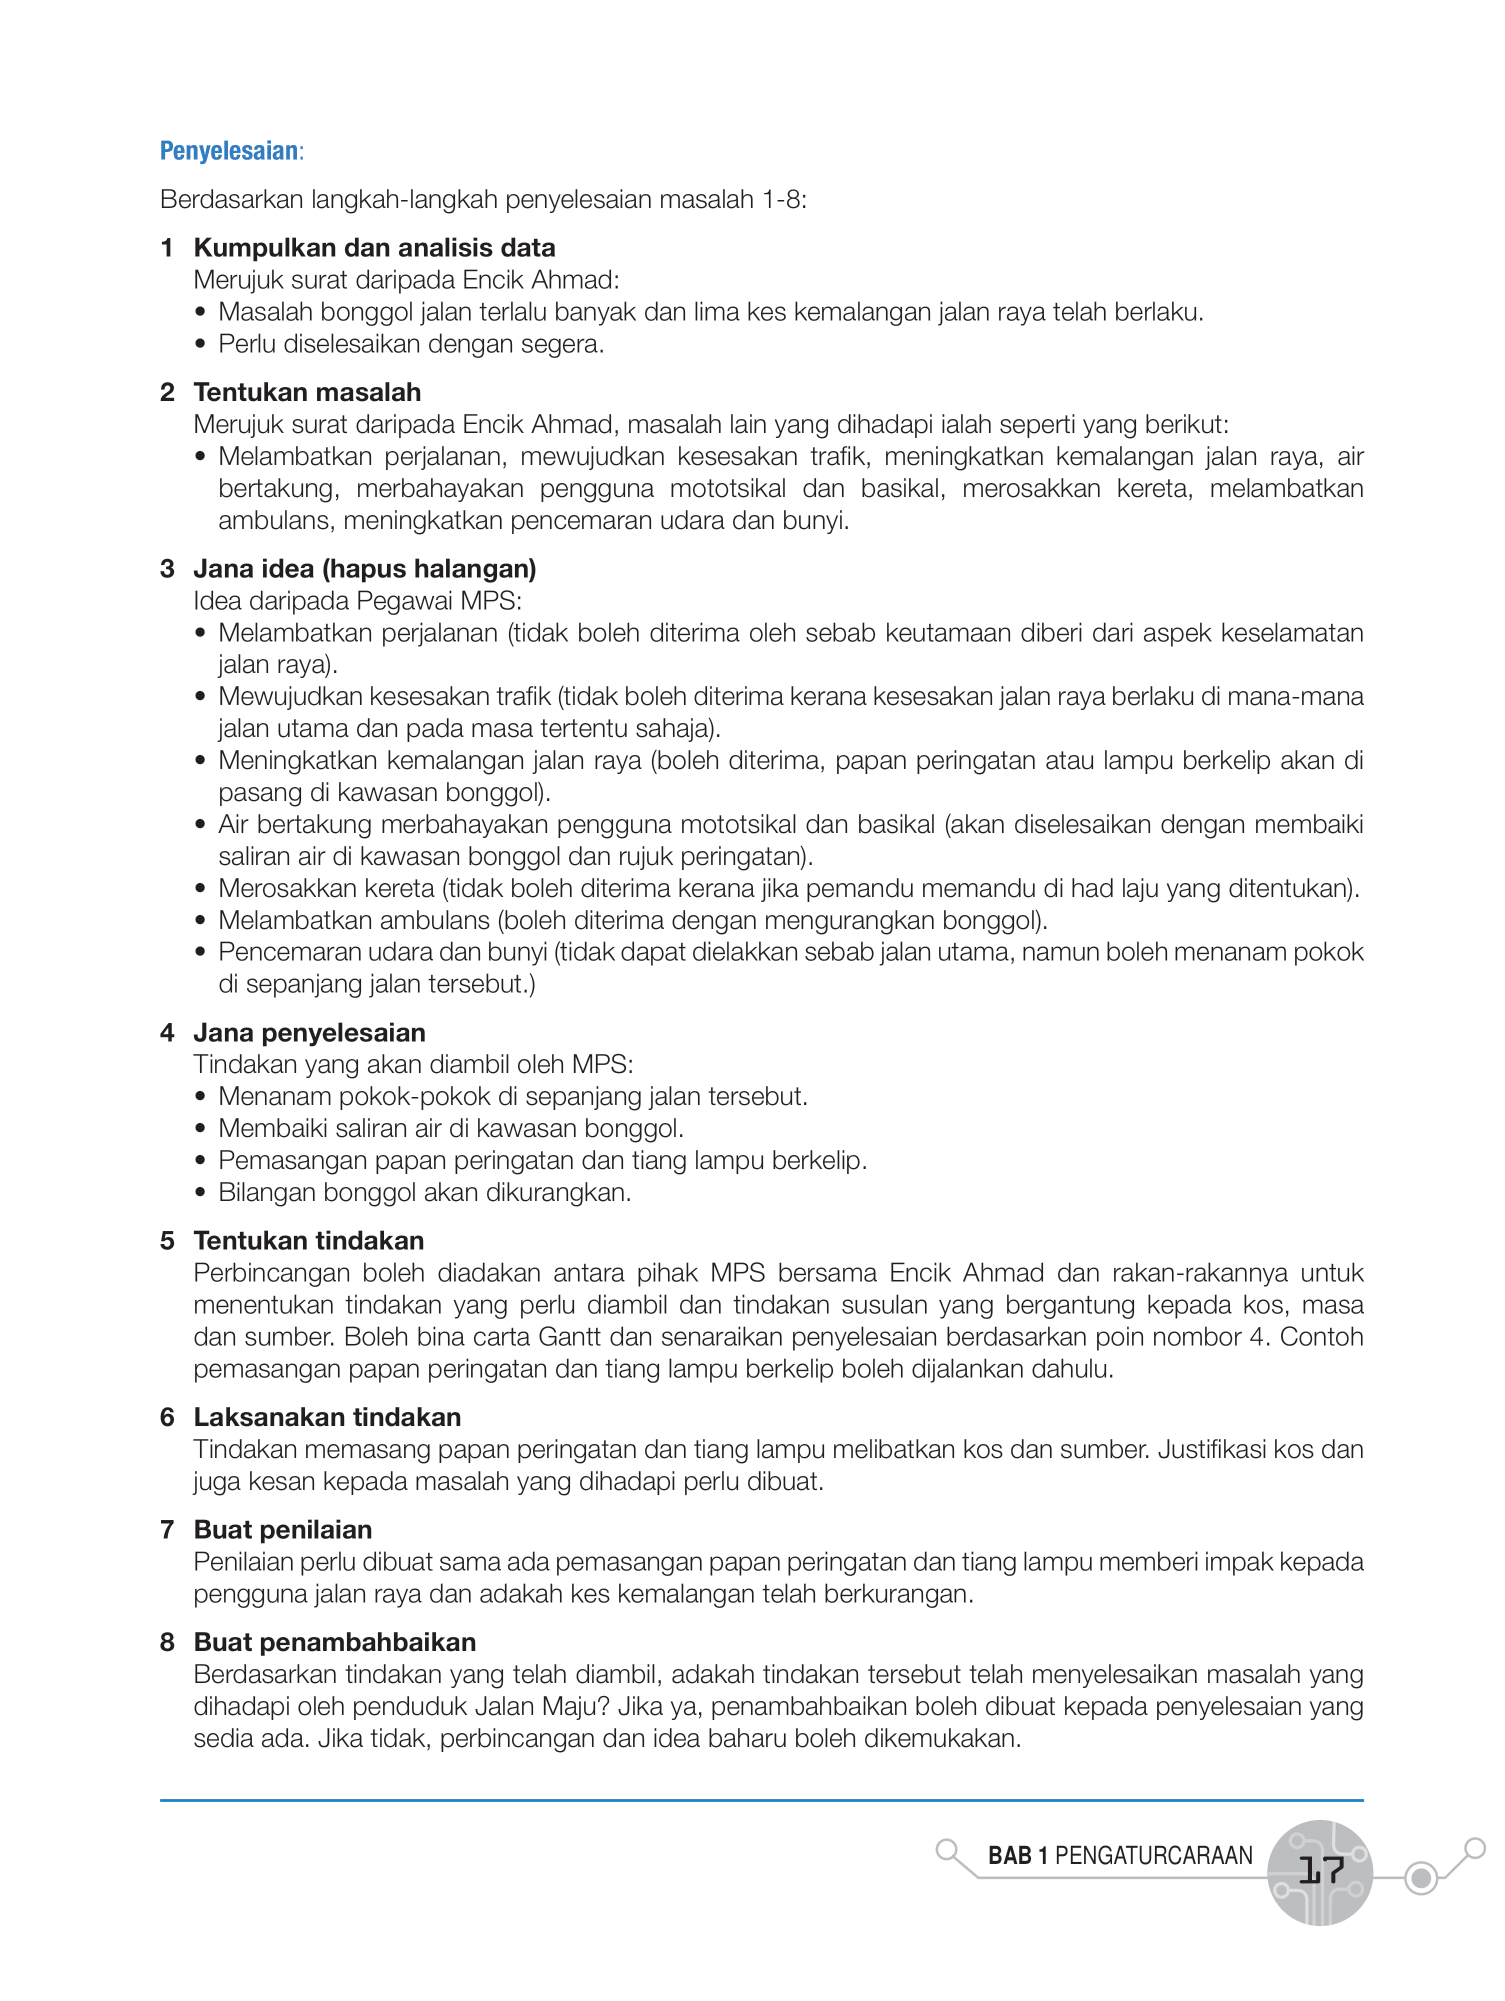 Penyelesaian:
Berdasarkan langkah-langkah penyelesaian masalah 1-8:
1 Kumpulkan dan analisis data
Merujuk surat daripada Encik Ahmad:
• Masalah bonggol jalan terlalu banyak dan lima kes kemalangan jalan raya telah berlaku.
• Perlu diselesaikan dengan segera.
2 Tentukan masalah
Merujuk surat daripada Encik Ahmad, masalah lain yang dihadapi ialah seperti yang berikut:
• Melambatkan perjalanan, mewujudkan kesesakan trafik, meningkatkan kemalangan jalan raya, air
bertakung, merbahayakan pengguna mototsikal dan basikal, merosakkan kereta, melambatkan
ambulans, meningkatkan pencemaran udara dan bunyi.
3 Jana idea (hapus halangan)
Idea daripada Pegawai MPS:
• Melambatkan perjalanan (tidak boleh diterima oleh sebab keutamaan diberi dari aspek keselamatan
jalan raya).
• Mewujudkan kesesakan trafik (tidak boleh diterima kerana kesesakan jalan raya berlaku di mana-mana
jalan utama dan pada masa tertentu sahaja).
• Meningkatkan kemalangan jalan raya (boleh diterima, papan peringatan atau lampu berkelip akan di
pasang di kawasan bonggol).
• Air bertakung merbahayakan pengguna mototsikal dan basikal (akan diselesaikan dengan membaiki
saliran air di kawasan bonggol dan rujuk peringatan).
• Merosakkan kereta (tidak boleh diterima kerana jika pemandu memandu di had laju yang ditentukan).
• Melambatkan ambulans (boleh diterima dengan mengurangkan bonggol).
• Pencemaran udara dan bunyi (tidak dapat dielakkan sebab jalan utama, namun boleh menanam pokok
di sepanjang jalan tersebut.)
4 Jana penyelesaian
Tindakan yang akan diambil oleh MPS:
• Menanam pokok-pokok di sepanjang jalan tersebut.
• Membaiki saliran air di kawasan bonggol.
• Pemasangan papan peringatan dan tiang lampu berkelip.
• Bilangan bonggol akan dikurangkan.
5 Tentukan tindakan
Perbincangan boleh diadakan antara pihak MPS bersama Encik Ahmad dan rakan-rakannya untuk
menentukan tindakan yang perlu diambil dan tindakan susulan yang bergantung kepada kos, masa
dan sumber. Boleh bina carta Gantt dan senaraikan penyelesaian berdasarkan poin nombor 4. Contoh
pemasangan papan peringatan dan tiang lampu berkelip boleh dijalankan dahulu.
6 Laksanakan tindakan
Tindakan memasang papan peringatan dan tiang lampu melibatkan kos dan sumber. Justifikasi kos dan
juga kesan kepada masalah yang dihadapi perlu dibuat.
7 Buat penilaian
Penilaian perlu dibuat sama ada pemasangan papan peringatan dan tiang lampu memberi impak kepada
pengguna jalan raya dan adakah kes kemalangan telah berkurangan.
8 Buat penambahbaikan
Berdasarkan tindakan yang telah diambil, adakah tindakan tersebut telah menyelesaikan masalah yang
dihadapi oleh penduduk Jalan Maju? Jika ya, penambahbaikan boleh dibuat kepada penyelesaian yang
sedia ada. Jika tidak, perbincangan dan idea baharu boleh dikemukakan.
BAB 1 PENGATURCARAAN 17